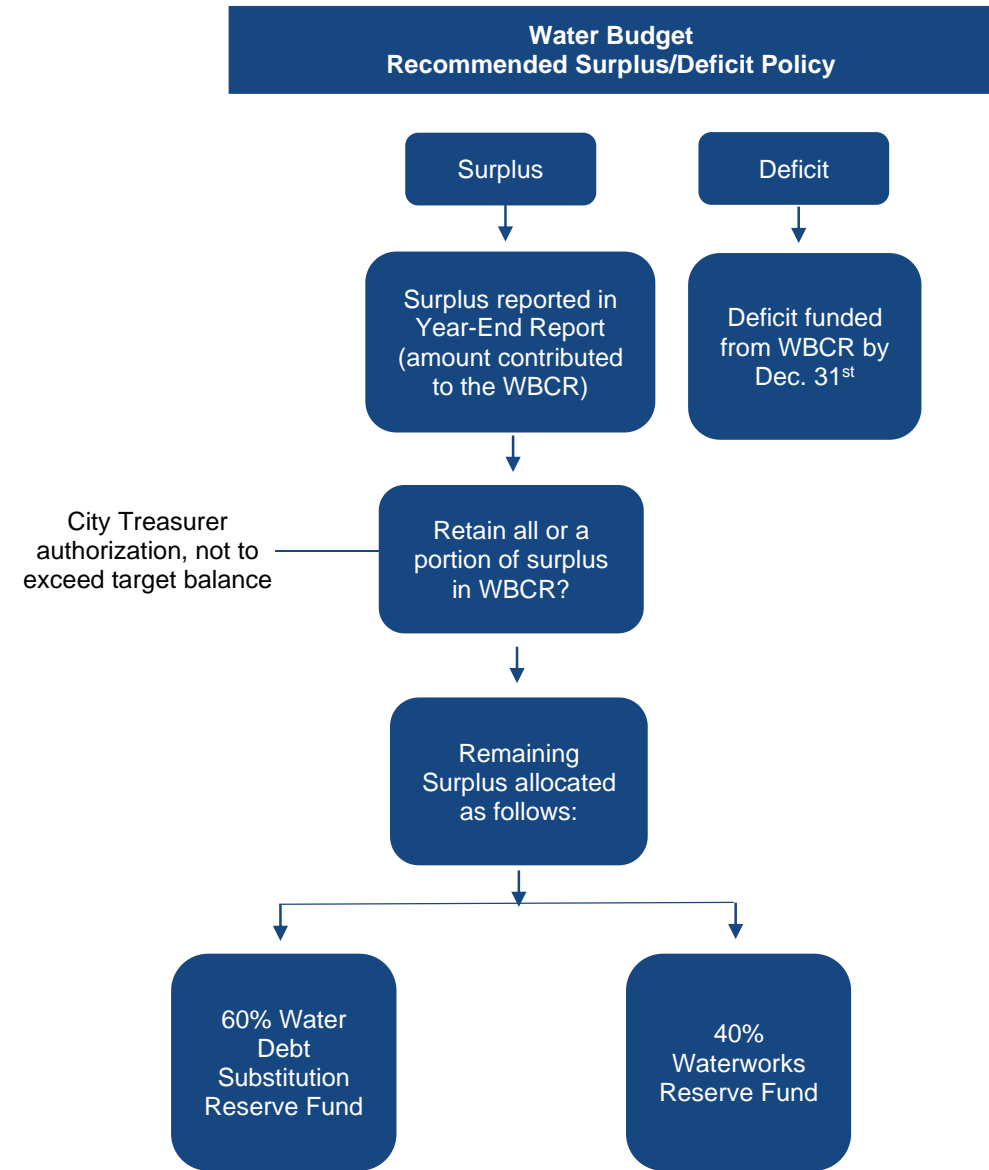 Water Budget
Recommended Surplus/Deficit Policy
Surplus
Deficit
Surplus reported in
Year-End Report
(amount contributed
to the WBCR)
Deficit funded
from WBCR by
Dec. 31st
City Treasurer
authorization, not to
exceed target balance
Retain all or a
portion of surplus
in WBCR?
Remaining
Surplus allocated
as follows:
60% Water
Debt
Substitution
Reserve Fund
40%
Waterworks
Reserve Fund